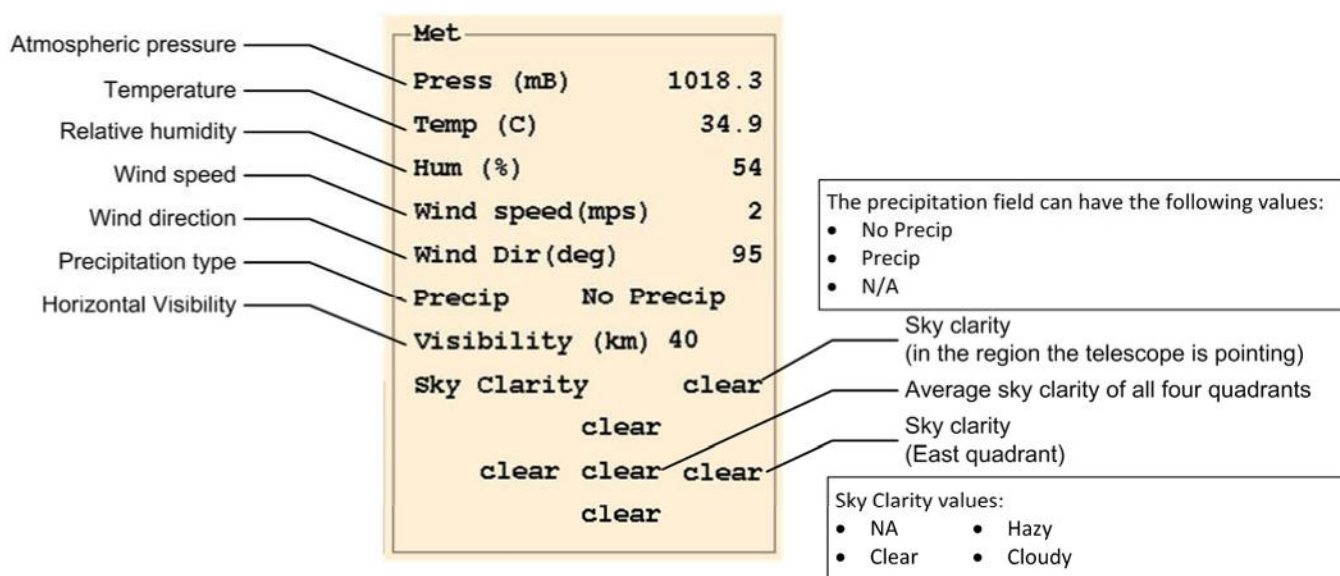 Atmospheric pressure
Temperature
Relative humidity
Wind speed
Wind direction
Precipitation type
Horizontal Visibility
Met
Press (mB) 1018.3
Temp (C) 34.9
Hum (%) 54
Wind speed(mps) 2
Wind Dir(deg) 95
Precip No Precip
Visibility (km) 40
Sky Clarity clear
clear
clear clear clear
clear
The precipitation field can have the following values:
• No Precip
• Precip
• N/A
Sky clarity
(in the region the telescope is pointing)
Average sky clarity of all four quadrants
Sky clarity
(East quadrant)
Sky Clarity values:
• NA • Hazy
• Clear • Cloudy